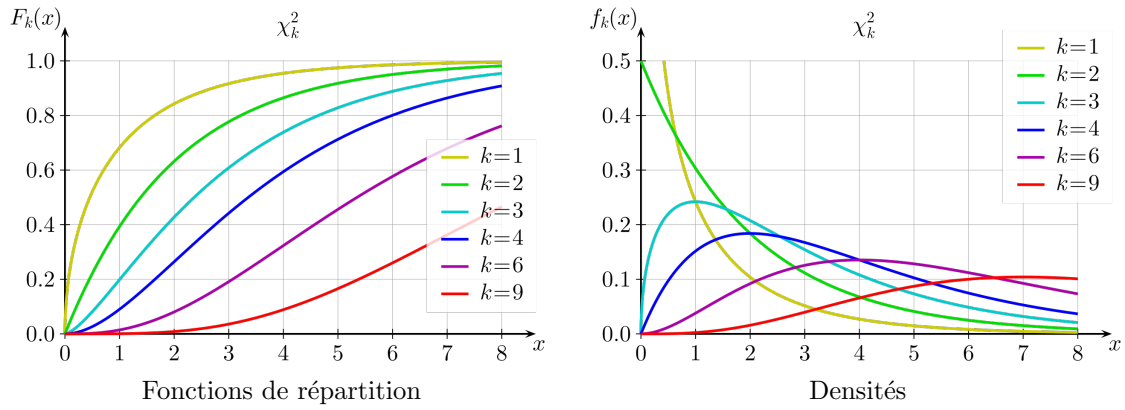 F_k(x)
χ²_k
1.0
0.8
0.6
0.4
0.2
0.0
k=1
k=2
k=3
k=4
k=6
k=9
0 1 2 3 4 5 6 7 8 x
Fonctions de répartition
f_k(x)
χ²_k
0.5
0.4
0.3
0.2
0.1
0.0
k=1
k=2
k=3
k=4
k=6
k=9
0 1 2 3 4 5 6 7 8 x
Densités